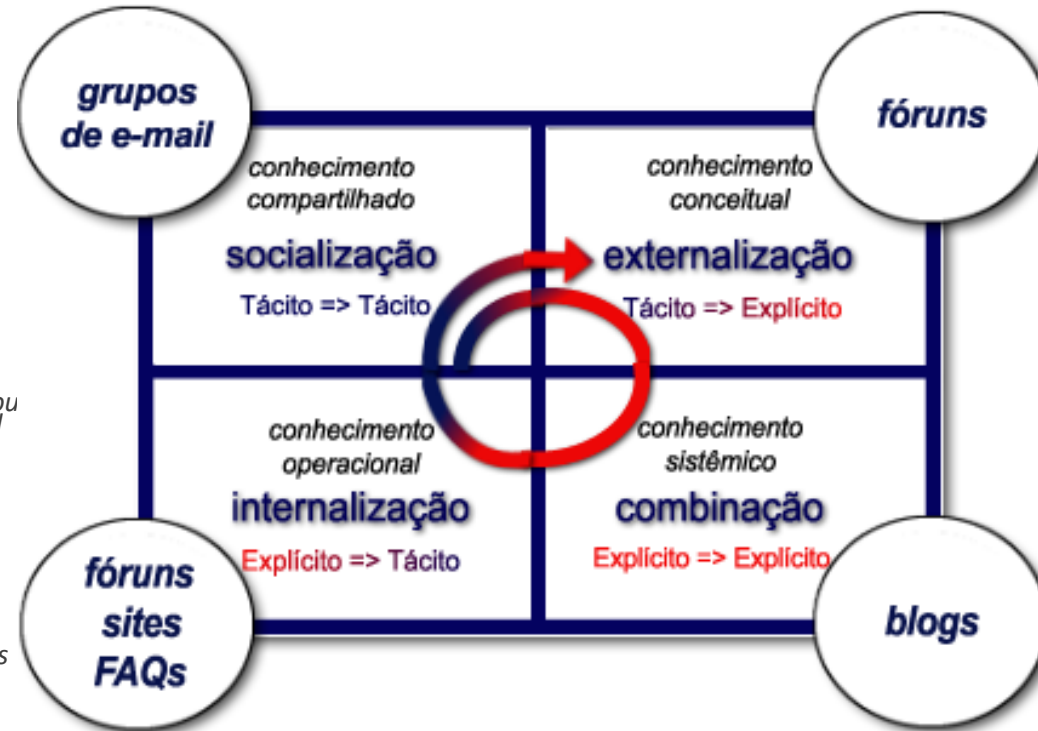 grupos
de e-mail
fóruns
conhecimento
compartilhado
socialização
Tácito => Tácito
conhecimento
conceitual
externalização
Tácito => Explícito
conhecimento
operacional
internalização
Explícito => Tácito
conhecimento
sistêmico
combinação
Explícito => Explícito
fóruns
sites
FAQs
blogs